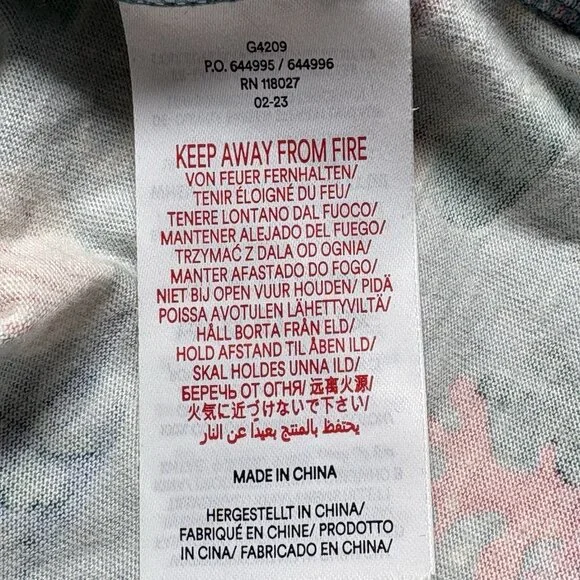 G4209
P.O. 644995 / 644996
RN 118027
02-23
KEEP AWAY FROM FIRE
VON FEUER FERNHALTEN/
TENIR ÉLOIGNÉ DU FEU/
TENERE LONTANO DAL FUOCO/
MANTENER ALEJADO DEL FUEGO/
TRZYMAĆ Z DALA OD OGNIA/
MANTER AFASTADO DO FOGO/
NIET BIJ OPEN VUUR HOUDEN/ PIDÄ
POISSA AVOTULEN LÄHETTYVILTÄ/
HÅLL BORTA FRÅN ELD/
HOLD AFSTAND TIL ÅBEN ILD/
SKAL HOLDES UNNA ILD/
БЕРЕЧЬ ОТ ОГНЯ/ 远离火源/
火気に近づけないで下さい/
يحتفظ بالمنتج بعيدا عن النار
MADE IN CHINA
HERGESTELLT IN CHINA/
FABRIQUÉ EN CHINE/ PRODOTTO
IN CINA/ FABRICADO EN CHINA/